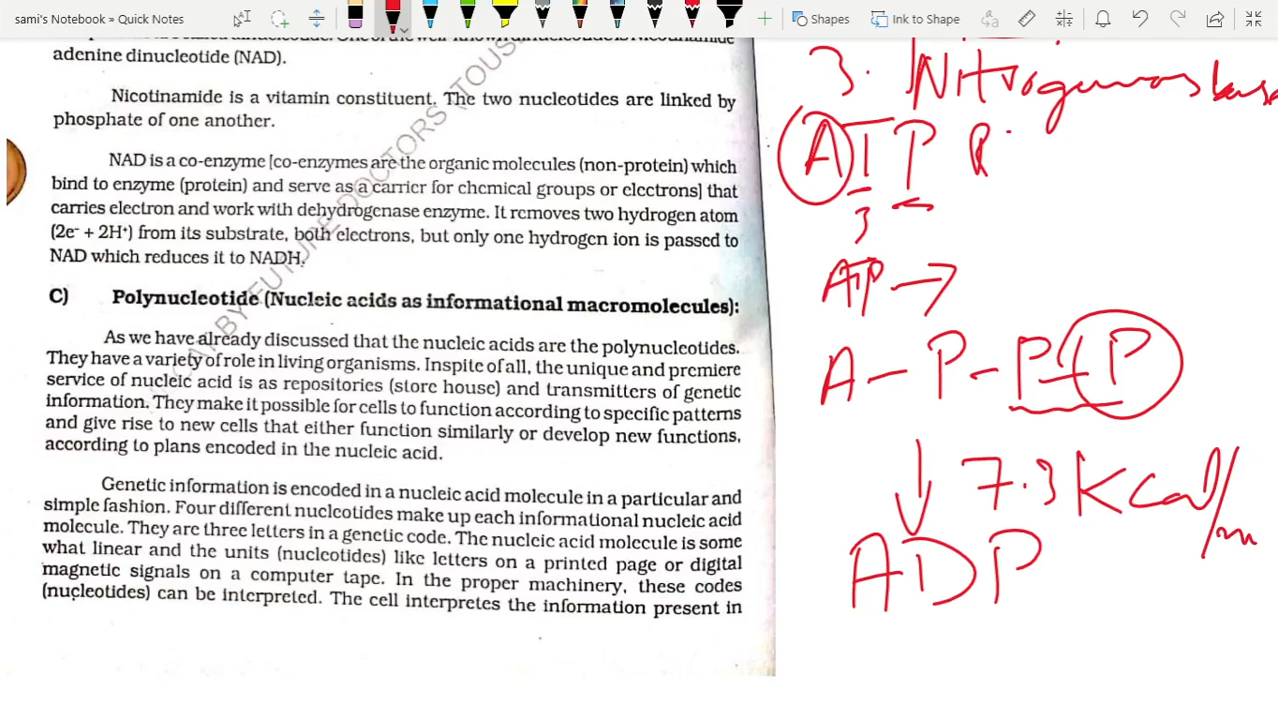 sami's Notebook » Quick Notes
Shapes
Ink to Shape
adenine dinucleotide (NAD).
Nicotinamide is a vitamin constituent. The two nucleotides are linked by
phosphate of one another.
NAD is a co-enzyme [co-enzymes are the organic molecules (non-protein) which
bind to enzyme (protein) and serve as a carrier for chemical groups or electrons] that
carries electron and work with dehydrogenase enzyme. It removes two hydrogen atom
(2e⁻ + 2H⁺) from its substrate, both electrons, but only one hydrogen ion is passed to
NAD which reduces it to NADH.
C) Polynucleotide (Nucleic acids as informational macromolecules):
As we have already discussed that the nucleic acids are the polynucleotides.
They have a variety of role in living organisms. Inspite of all, the unique and premiere
service of nucleic acid is as repositories (store house) and transmitters of genetic
information. They make it possible for cells to function according to specific patterns
and give rise to new cells that either function similarly or develop new functions,
according to plans encoded in the nucleic acid.
Genetic information is encoded in a nucleic acid molecule in a particular and
simple fashion. Four different nucleotides make up each informational nucleic acid
molecule. They are three letters in a genetic code. The nucleic acid molecule is some
what linear and the units (nucleotides) like letters on a printed page or digital
magnetic signals on a computer tape. In the proper machinery, these codes
(nucleotides) can be interpreted. The cell interpretes the information present in
BY FUTURE DOCTORS
3. Nitrogenous
ATP
3
ATP →
A - P - P + P
↓ 7.3 Kcal/m
ADP